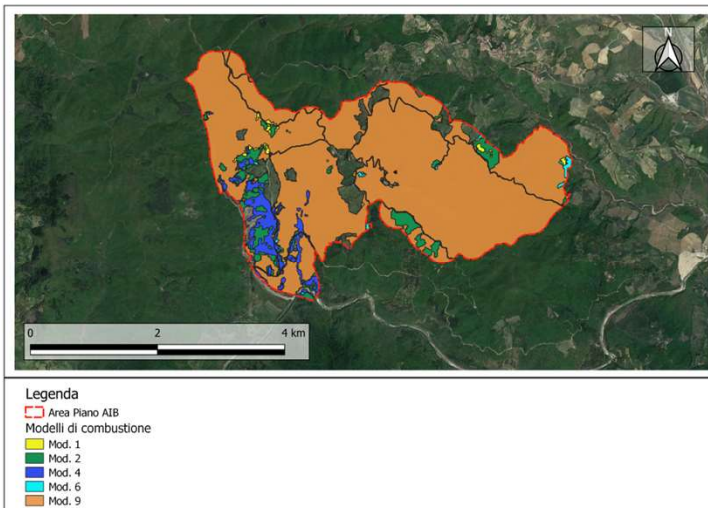 N
0 2 4 km
Legenda
Area Piano AIB
Modelli di combustione
Mod. 1
Mod. 2
Mod. 4
Mod. 6
Mod. 9